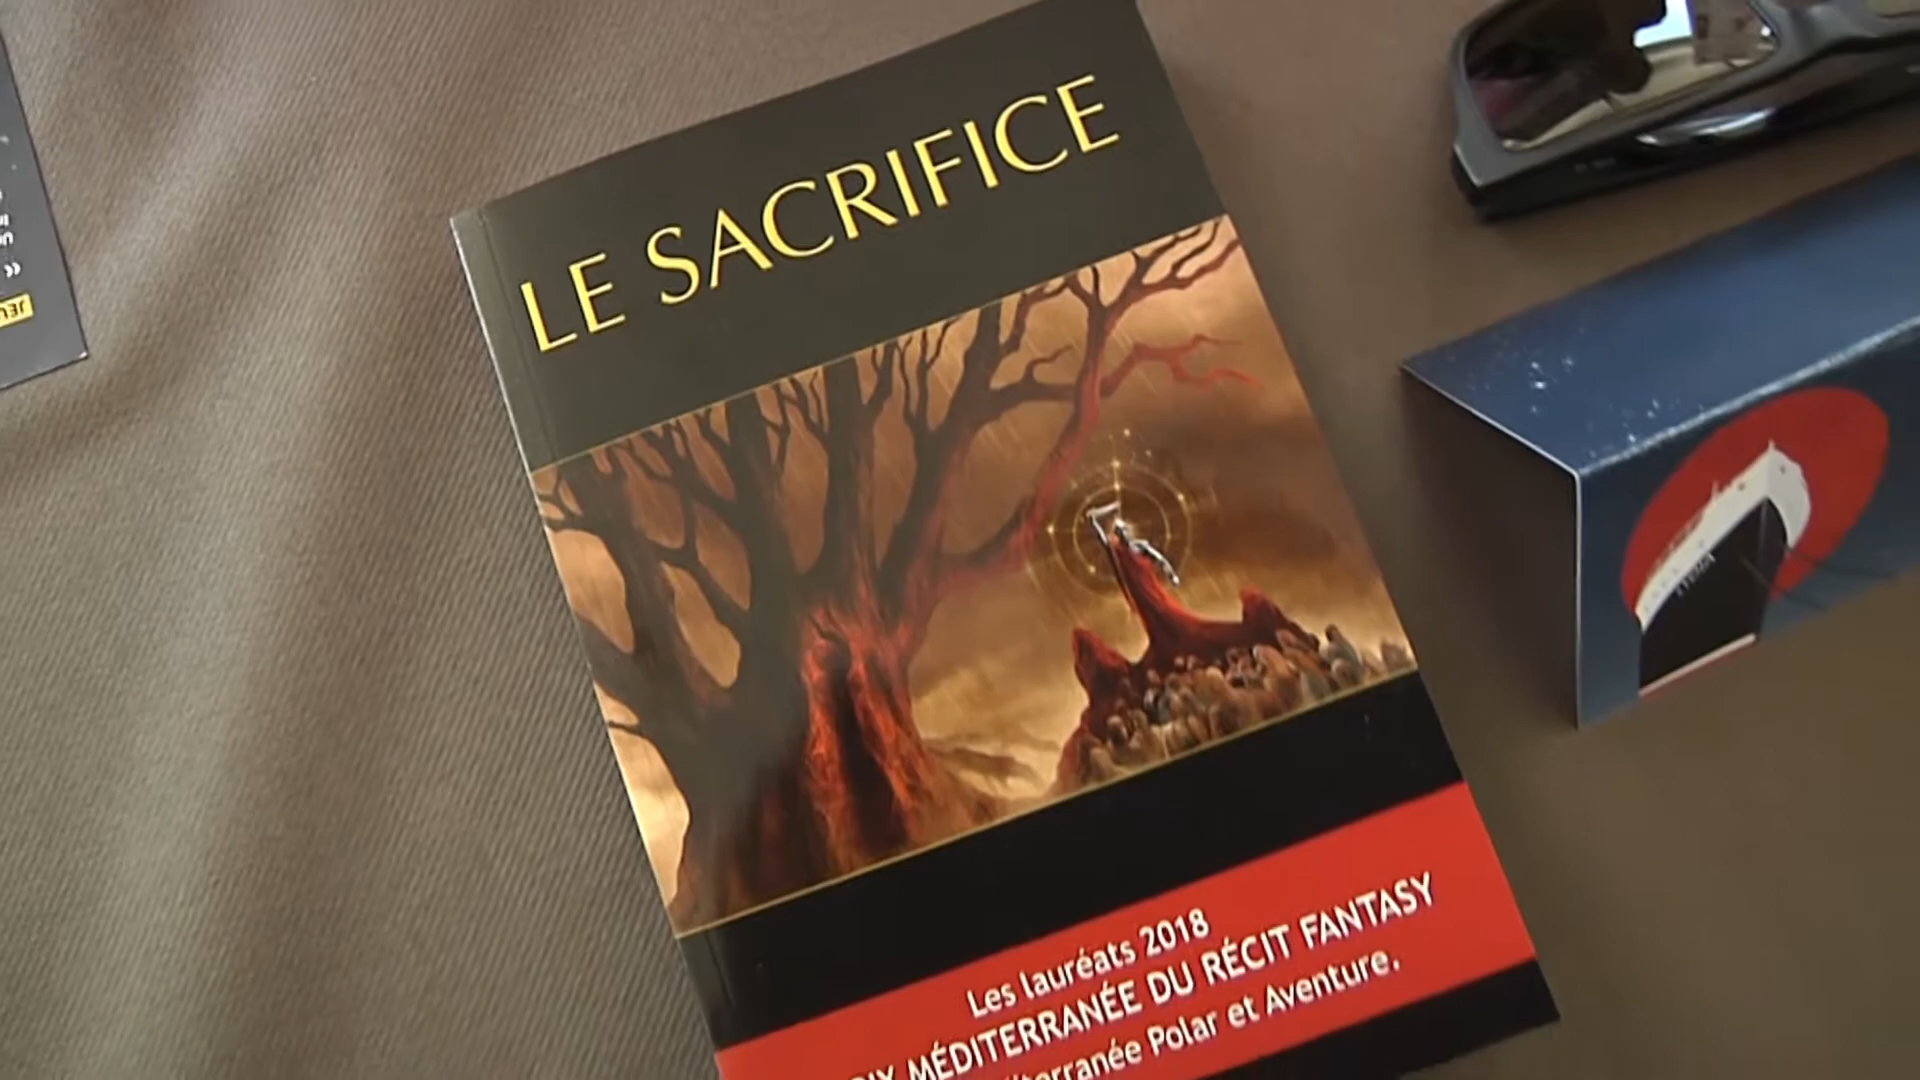 LE SACRIFICE
Les lauréats 2018
MÉDITERRANÉE DU RÉCIT FANTASY
Polar et Aventure.